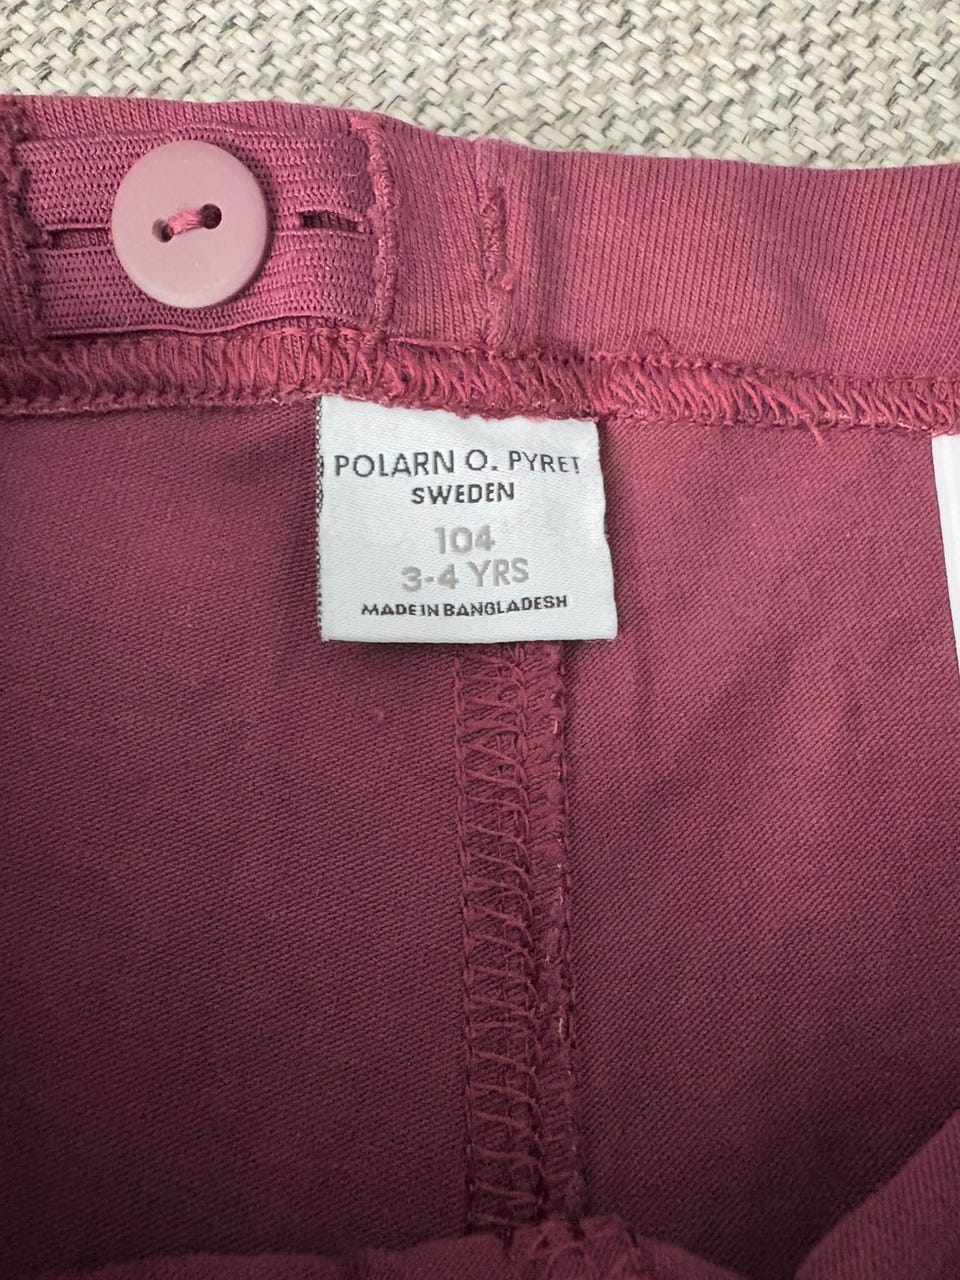 POLARN O. PYRET
SWEDEN
104
3-4 YRS
MADE IN BANGLADESH